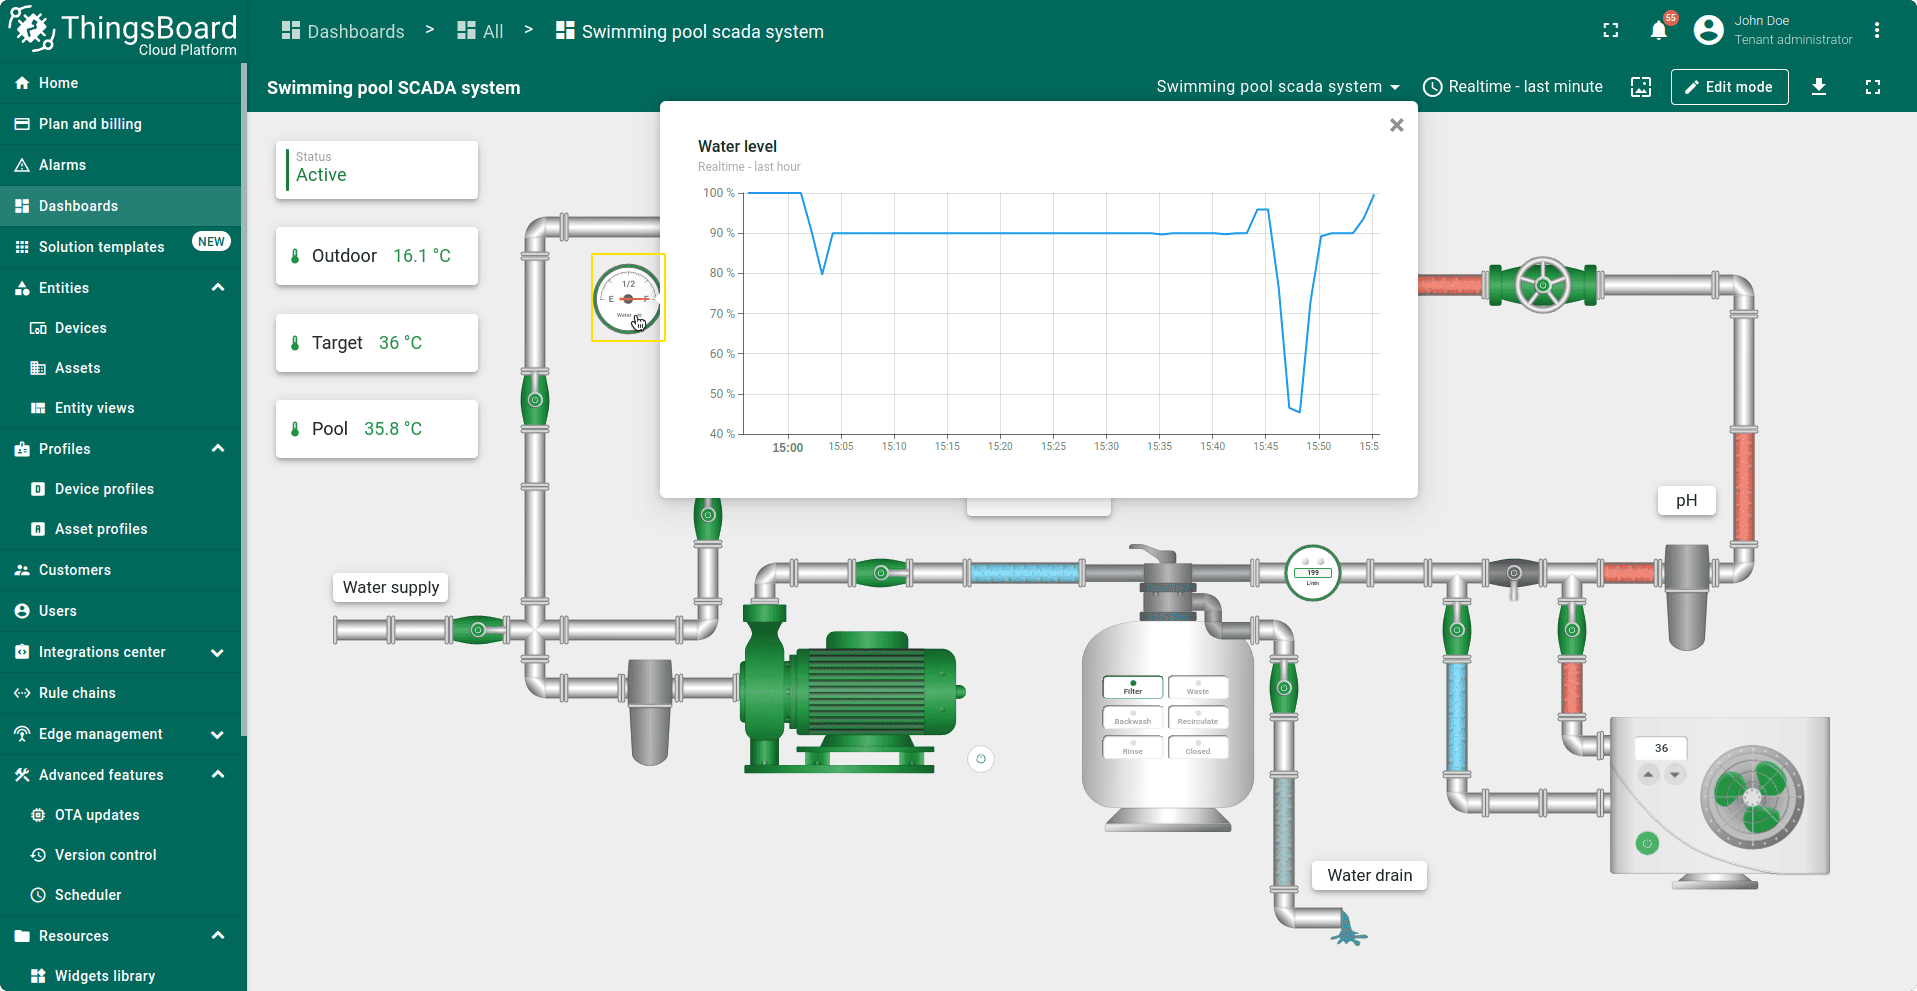 ThingsBoard
Cloud Platform
Dashboards > All > Swimming pool scada system
55
John Doe
Tenant administrator
Swimming pool SCADA system
Swimming pool scada system
Realtime - last minute
Edit mode
Home
Plan and billing
Alarms
Dashboards
Solution templates
NEW
Entities
Devices
Assets
Entity views
Profiles
Device profiles
Asset profiles
Customers
Users
Integrations center
Rule chains
Edge management
Advanced features
OTA updates
Version control
Scheduler
Resources
Widgets library
Status
Active
Outdoor 16.1 °C
Target 36 °C
Pool 35.8 °C
1/2
E F
Water
Water level
Realtime - last hour
100 %
90 %
80 %
70 %
60 %
50 %
40 %
15:00 15:05 15:10 15:15 15:20 15:25 15:30 15:35 15:40 15:45 15:50 15:5
pH
Water supply
199
L/min
Filter Waste
Backwash Recirculate
Rinse Closed
36
Water drain